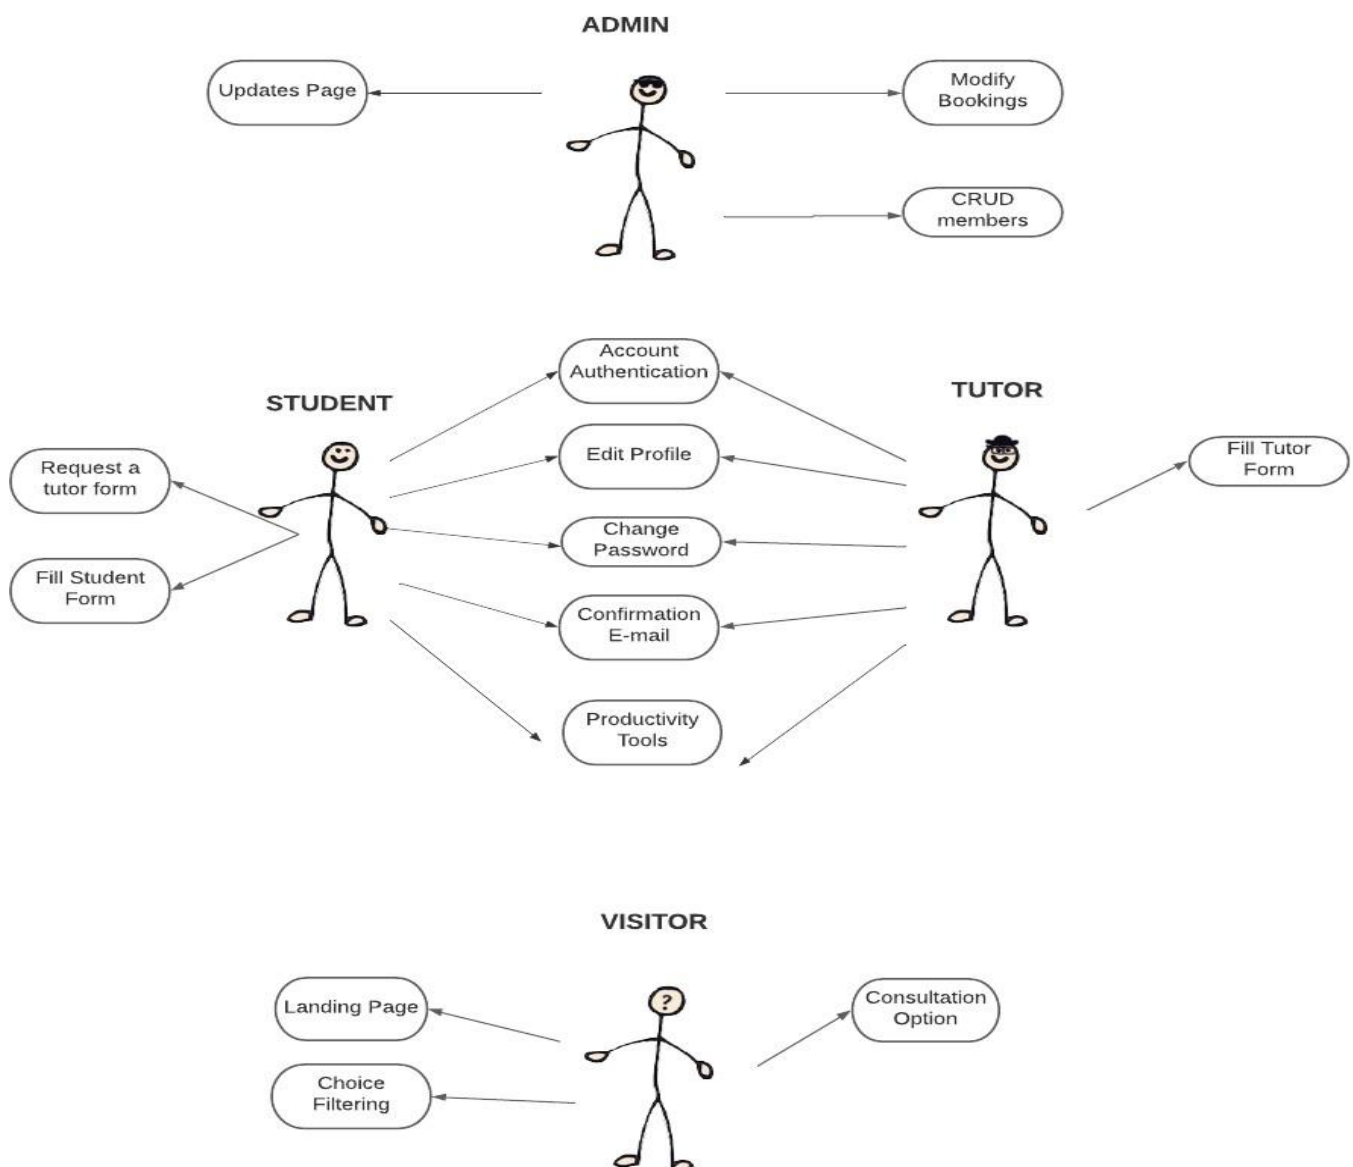 ADMIN
Updates Page
Modify
Bookings
CRUD
members
Account
Authentication
STUDENT
TUTOR
Edit Profile
Request a
tutor form
Fill Tutor
Form
Change
Password
Fill Student
Form
Confirmation
E-mail
Productivity
Tools
VISITOR
?
Landing Page
Consultation
Option
Choice
Filtering